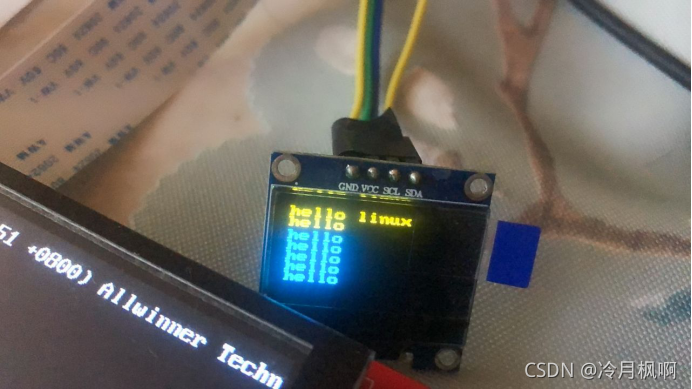 GND VCC SCL SDA
hello linux
hello
hello
hello
hello
hello
hello
51 +0800) Allwinner Techn
CSDN @冷月枫啊